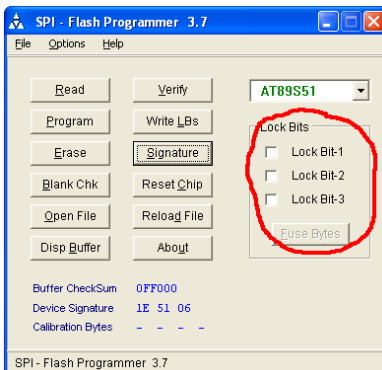 SPI - Flash Programmer 3.7
File Options Help
Read Verify AT89S51
Program Write LBs Lock Bits
Erase Signature Lock Bit-1
Blank Chk Reset Chip Lock Bit-2
Open File Reload File Lock Bit-3
Disp Buffer About Fuse Bytes
Buffer CheckSum 0FF000
Device Signature 1E 51 06
Calibration Bytes - - - -
SPI - Flash Programmer 3.7